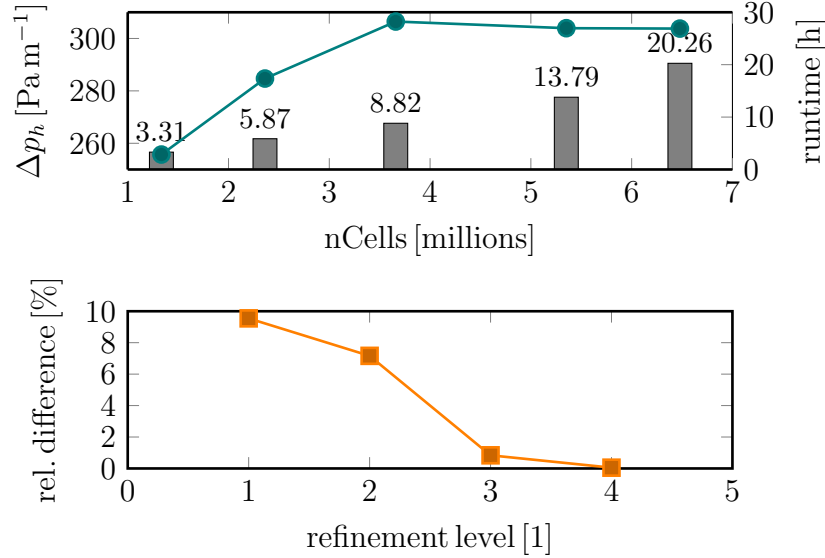 300
280
260
Δp_h [Pa m⁻¹]
3.31
5.87
8.82
13.79
20.26
30
20
10
0
runtime [h]
1 2 3 4 5 6 7
nCells [millions]
10
8
6
4
2
0
rel. difference [%]
0 1 2 3 4 5
refinement level [1]